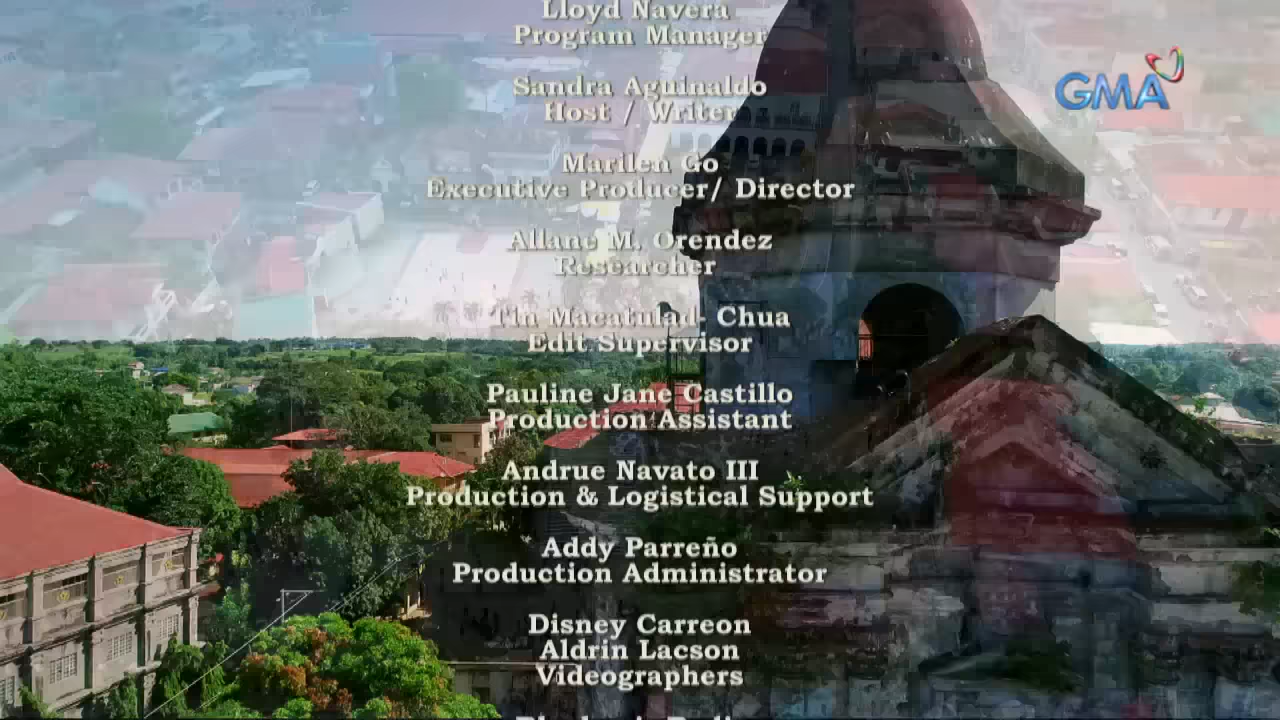 Lloyd Navera
Program Manager
GMA
Sandra Aguinaldo
Host / Writer
Marilen Go
Executive Producer/ Director
Allane M. Orendez
Researcher
Tin Macatulad- Chua
Edit Supervisor
Pauline Jane Castillo
Production Assistant
Andrue Navato III
Production & Logistical Support
Addy Parreño
Production Administrator
Disney Carreon
Aldrin Lacson
Videographers